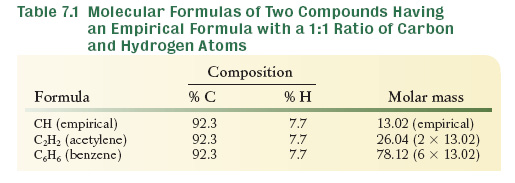 Table 7.1 Molecular Formulas of Two Compounds Having
an Empirical Formula with a 1:1 Ratio of Carbon
and Hydrogen Atoms
Composition
Formula % C % H Molar mass
CH (empirical) 92.3 7.7 13.02 (empirical)
C₂H₂ (acetylene) 92.3 7.7 26.04 (2 × 13.02)
C₆H₆ (benzene) 92.3 7.7 78.12 (6 × 13.02)